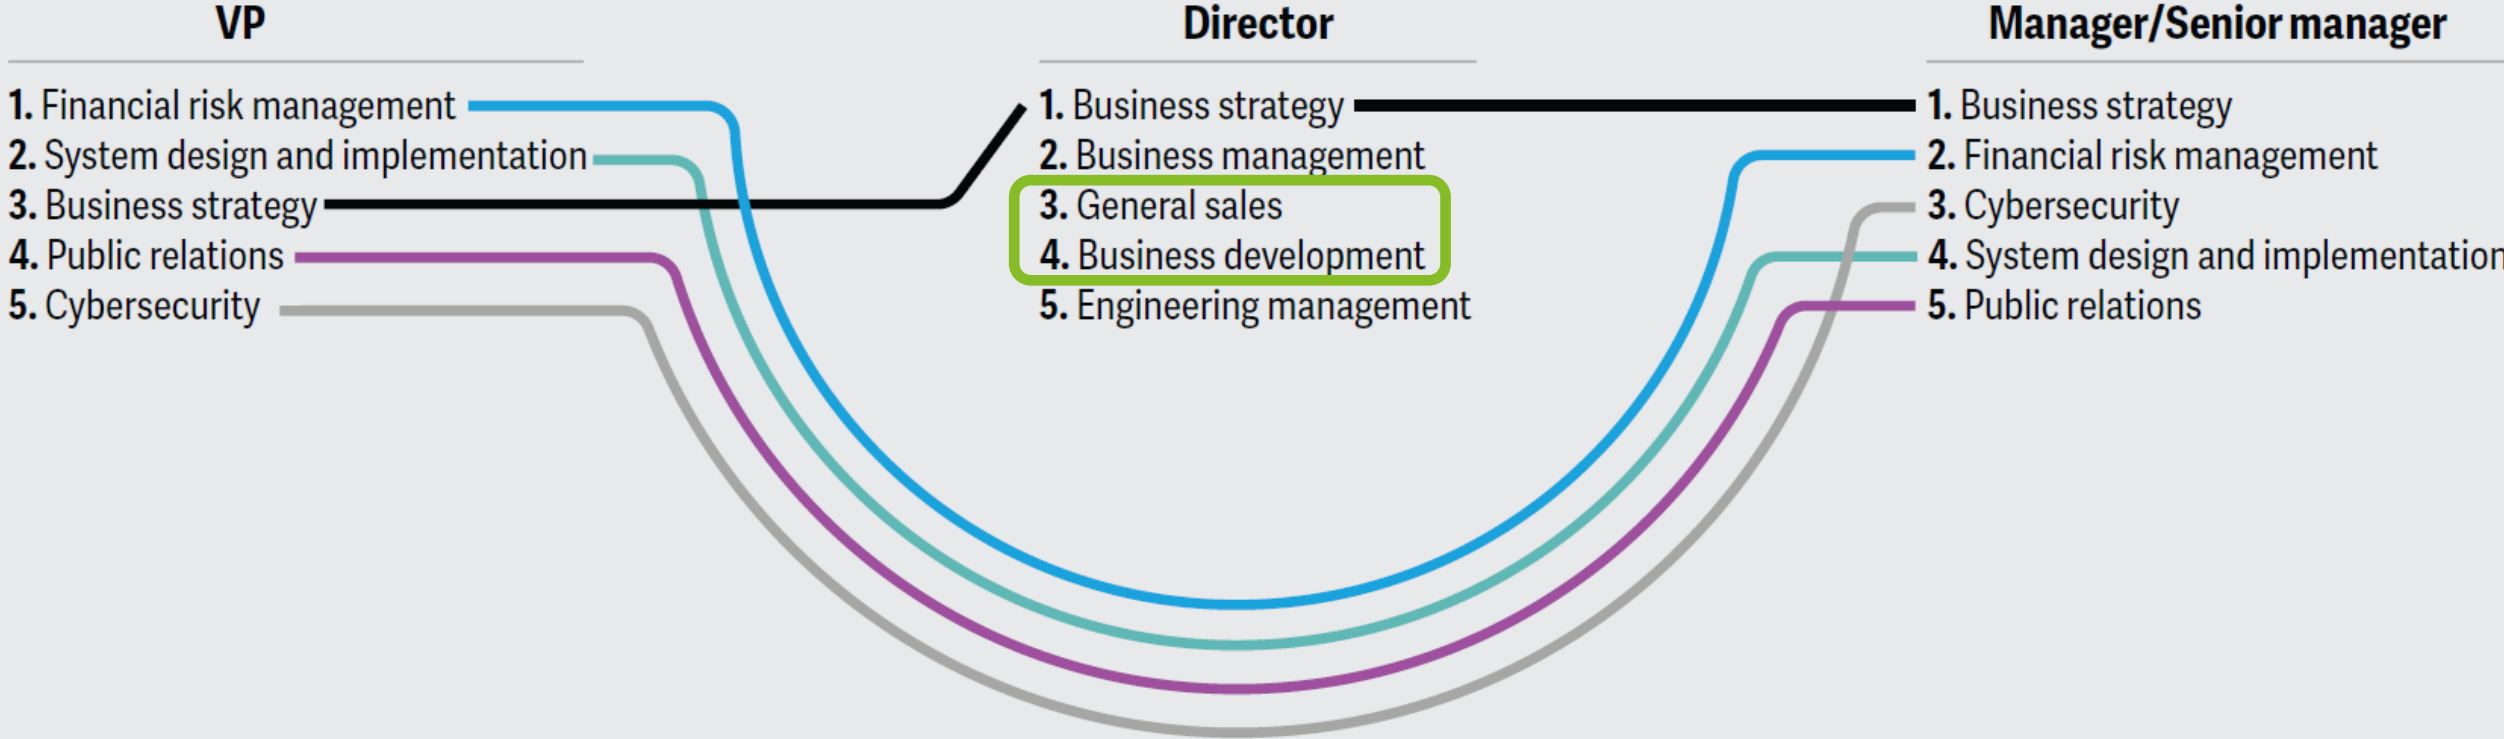 VP
1. Financial risk management
2. System design and implementation
3. Business strategy
4. Public relations
5. Cybersecurity
Director
1. Business strategy
2. Business management
3. General sales
4. Business development
5. Engineering management
Manager/Senior manager
1. Business strategy
2. Financial risk management
3. Cybersecurity
4. System design and implementation
5. Public relations